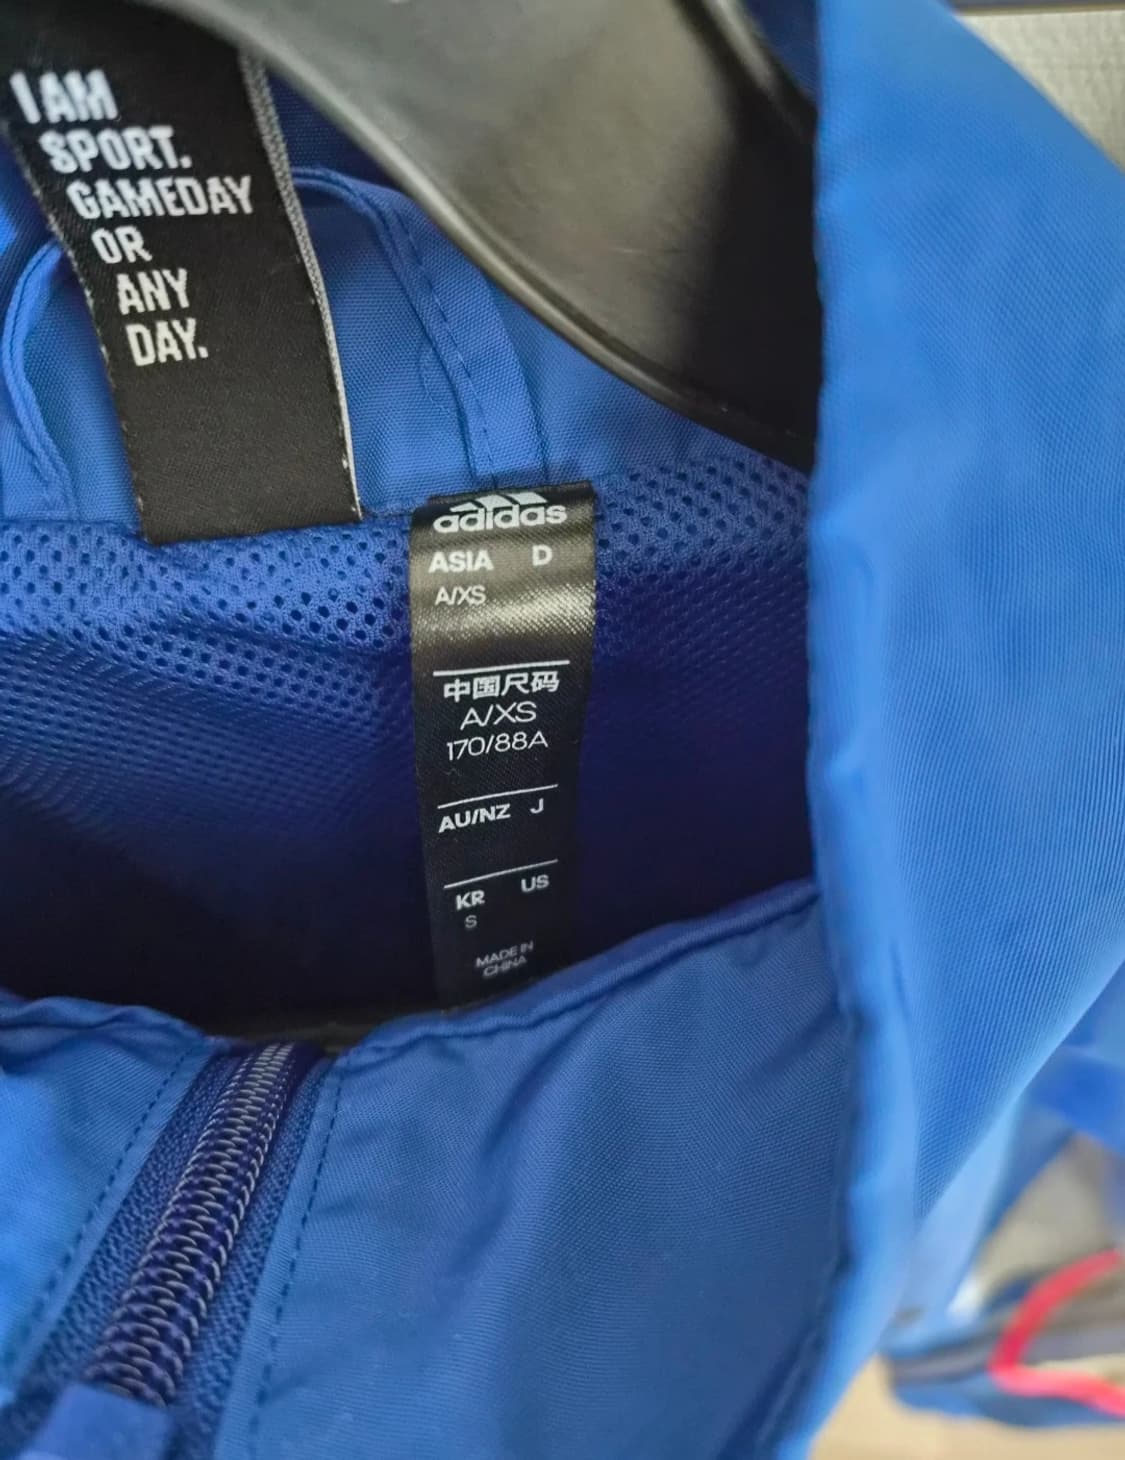 I AM
SPORT.
GAMEDAY
OR
ANY
DAY.
adidas
ASIA D
A/XS
中国尺码
A/XS
170/88A
AU/NZ J
KR US
S
MADE IN
CHINA